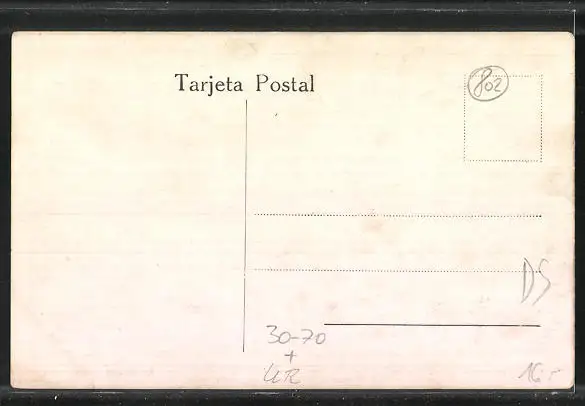 Tarjeta Postal
802
DS
30-70
+
UR
16.-